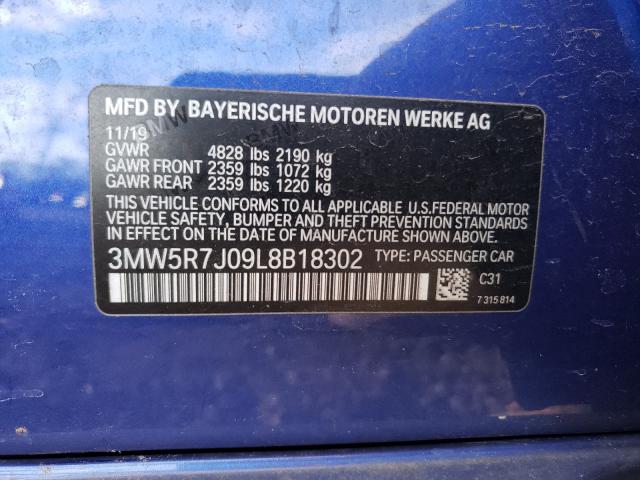 MFD BY BAYERISCHE MOTOREN WERKE AG
11/19
GVWR 4828 lbs 2190 kg
GAWR FRONT 2359 lbs 1072 kg
GAWR REAR 2359 lbs 1220 kg
THIS VEHICLE CONFORMS TO ALL APPLICABLE U.S.FEDERAL MOTOR
VEHICLE SAFETY, BUMPER AND THEFT PREVENTION STANDARDS
IN EFFECT ON THE DATE OF MANUFACTURE SHOWN ABOVE.
3MW5R7J09L8B18302 TYPE: PASSENGER CAR
C31
7 315 814
BMW
BMW